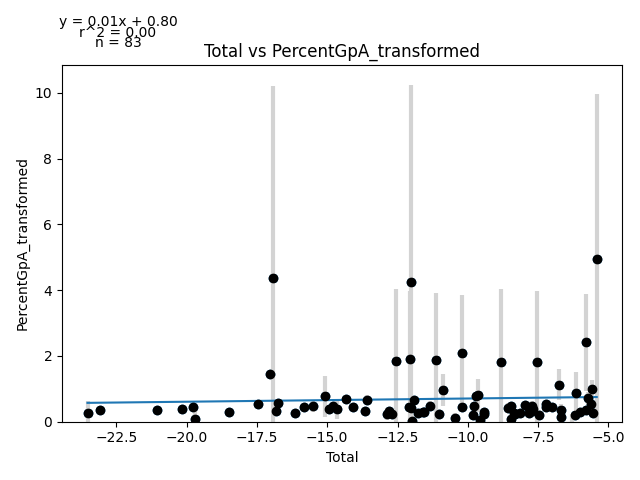 y = 0.01x + 0.80
r^2 = 0.00
n = 83
Total vs PercentGpA_transformed
PercentGpA_transformed
10
8
6
4
2
0
−22.5 −20.0 −17.5 −15.0 −12.5 −10.0 −7.5 −5.0
Total